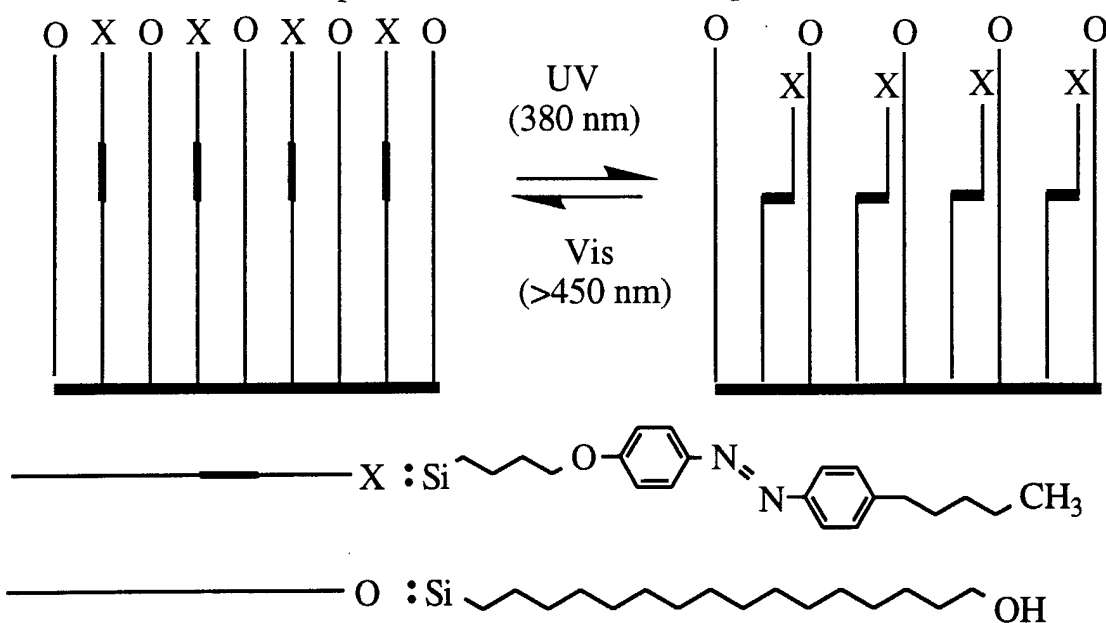 O X O X O X O X O
O O O O O
X X X X
UV
(380 nm)
Vis
(>450 nm)
X :Si O N N CH3
O :Si OH